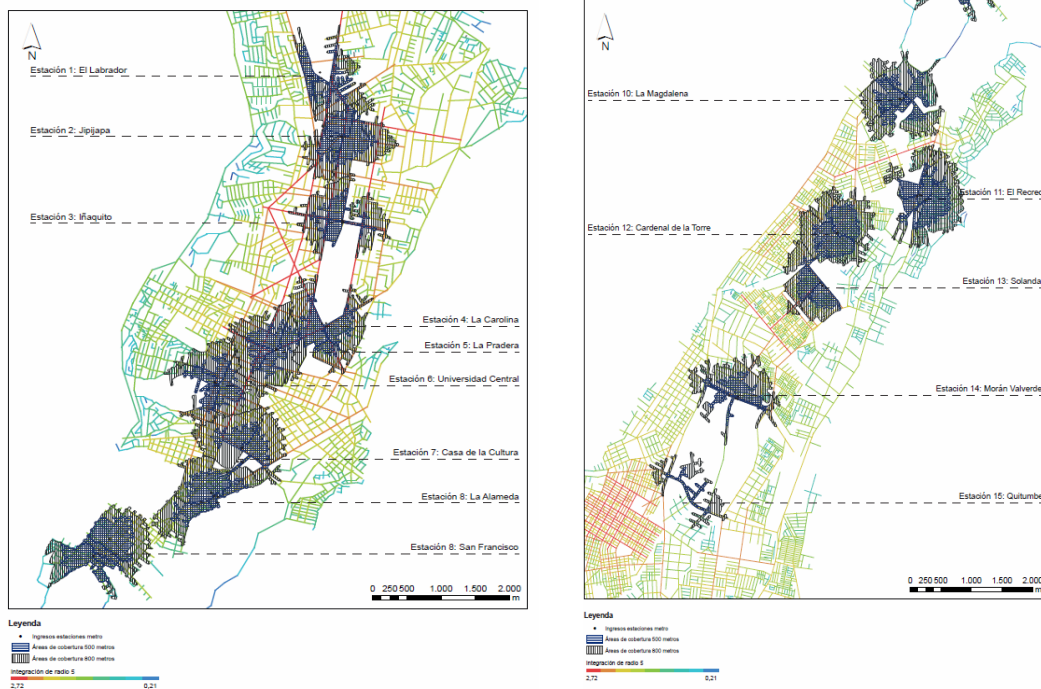 N
Estación 1: El Labrador
Estación 2: Jipijapa
Estación 3: Iñaquito
Estación 4: La Carolina
Estación 5: La Pradera
Estación 6: Universidad Central
Estación 7: Casa de la Cultura
Estación 8: La Alameda
Estación 8: San Francisco
0 250 500 1.000 1.500 2.000
m
Leyenda
Ingresos estaciones metro
Áreas de cobertura 500 metros
Áreas de cobertura 800 metros
Integración de radio 5
2,72 0,21
N
Estación 10: La Magdalena
Estación 11: El Recreo
Estación 12: Cardenal de la Torre
Estación 13: Solanda
Estación 14: Morán Valverde
Estación 15: Quitumbe
0 250 500 1.000 1.500 2.000
m
Leyenda
Ingresos estaciones metro
Áreas de cobertura 500 metros
Áreas de cobertura 800 metros
Integración de radio 5
2,72 0,21